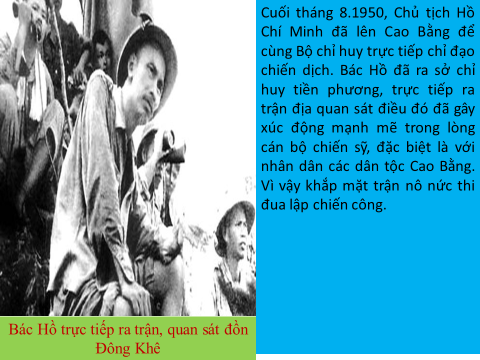 Cuối tháng 8.1950, Chủ tịch Hồ
Chí Minh đã lên Cao Bằng để
cùng Bộ chỉ huy trực tiếp chỉ đạo
chiến dịch. Bác Hồ đã ra sở chỉ
huy tiền phương, trực tiếp ra
trận địa quan sát điều đó đã gây
xúc động mạnh mẽ trong lòng
cán bộ chiến sỹ, đặc biệt là với
nhân dân các dân tộc Cao Bằng.
Vì vậy khắp mặt trận nô nức thi
đua lập chiến công.
Bác Hồ trực tiếp ra trận, quan sát đồn
Đông Khê